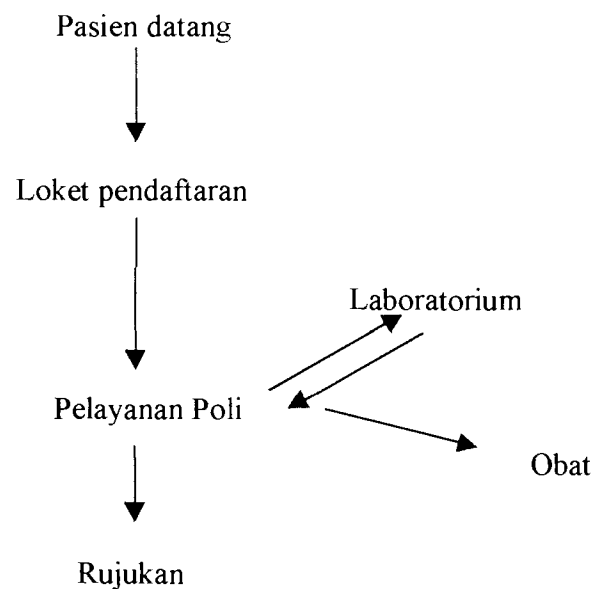 Pasien datang
Loket pendaftaran
Laboratorium
Pelayanan Poli
Obat
Rujukan